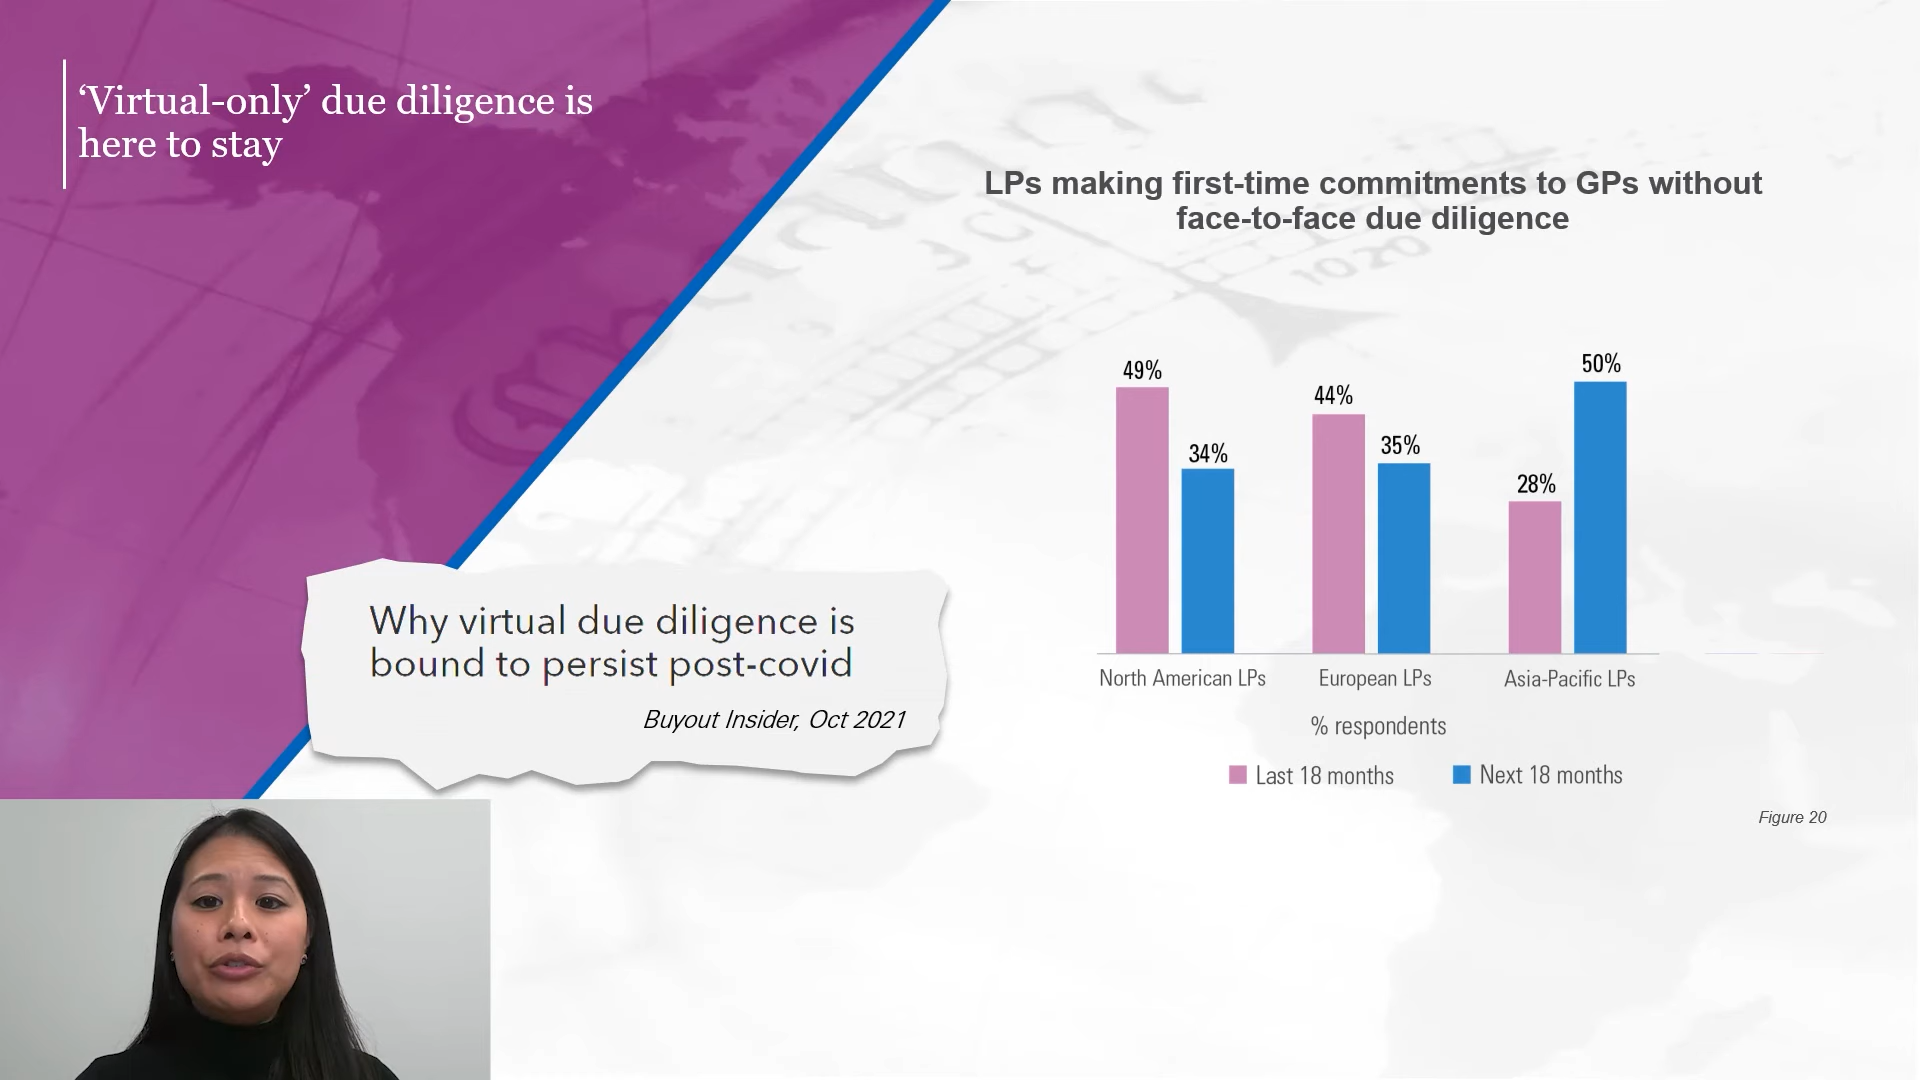 ‘Virtual-only’ due diligence is
here to stay
LPs making first-time commitments to GPs without
face-to-face due diligence
49%
34%
44%
35%
28%
50%
North American LPs
European LPs
Asia-Pacific LPs
% respondents
Last 18 months
Next 18 months
Figure 20
Why virtual due diligence is
bound to persist post-covid
Buyout Insider, Oct 2021
1020